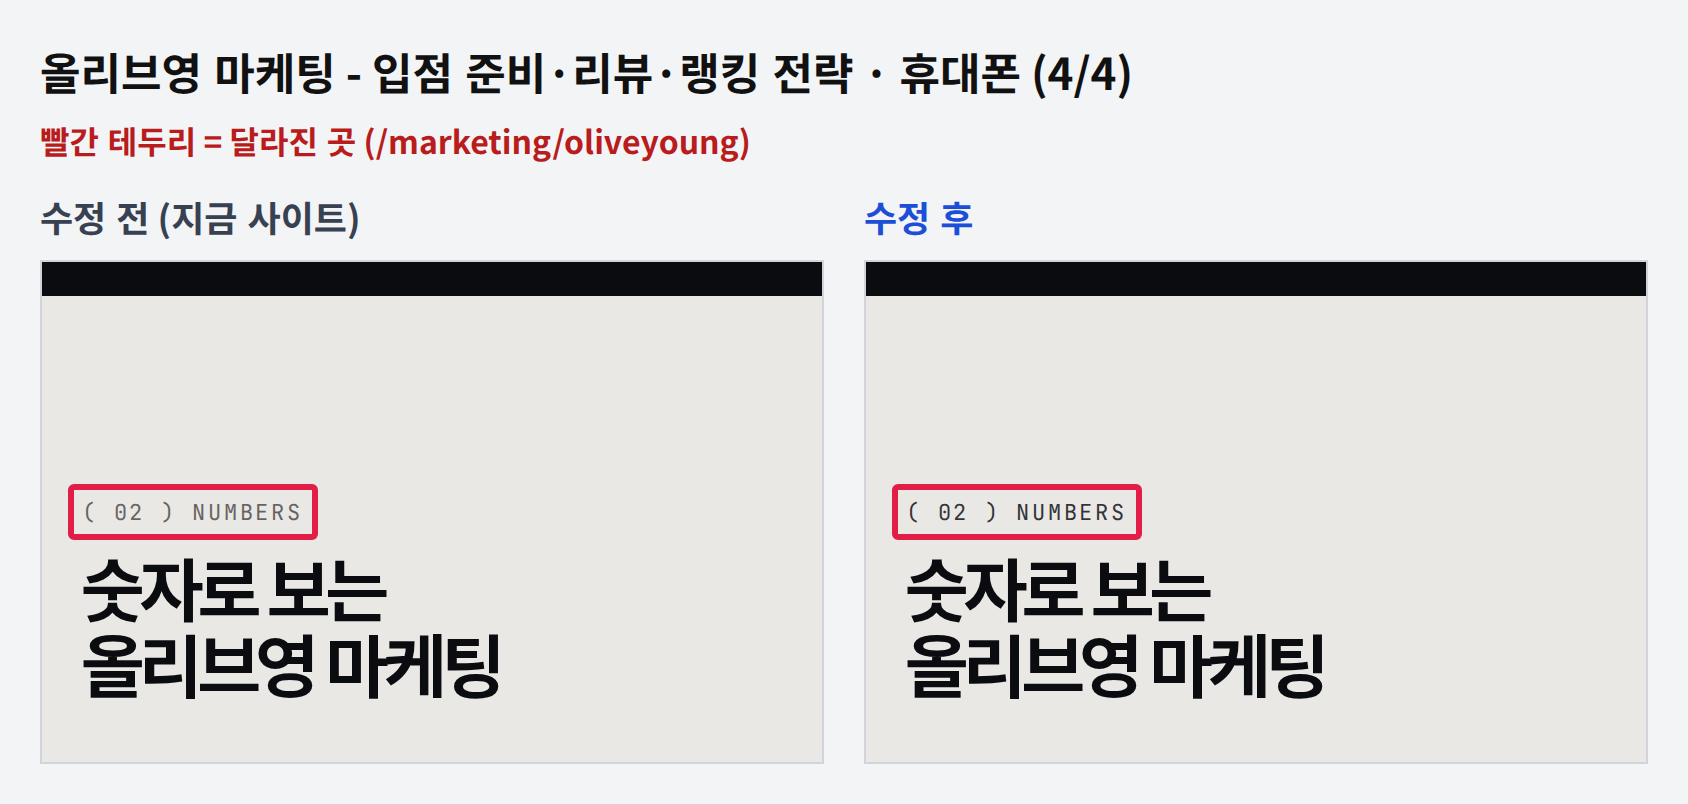 올리브영 마케팅 - 입점 준비·리뷰·랭킹 전략 · 휴대폰 (4/4)
빨간 테두리 = 달라진 곳 (/marketing/oliveyoung)
수정 전 (지금 사이트)
( 02 ) NUMBERS
숫자로 보는
올리브영 마케팅
수정 후
( 02 ) NUMBERS
숫자로 보는
올리브영 마케팅